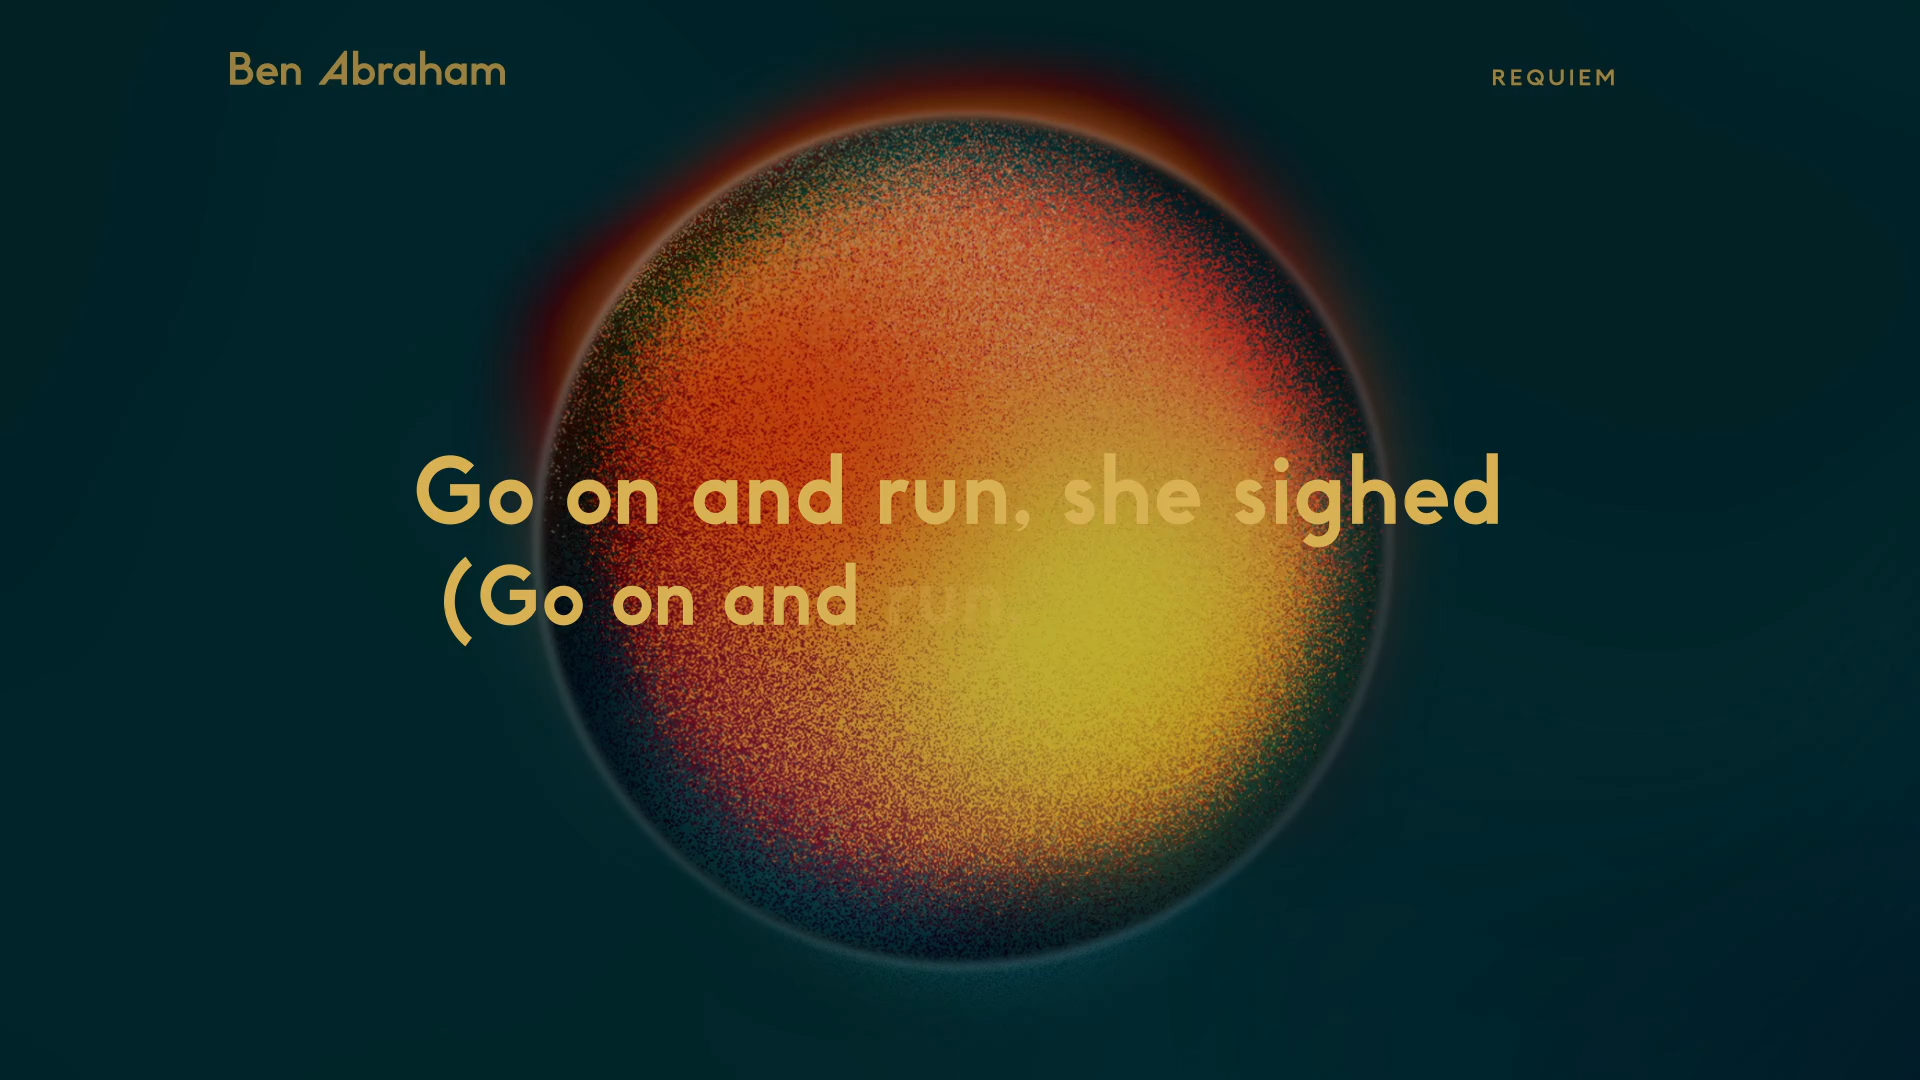 Ben Abraham
REQUIEM
Go on and run, she sighed
(Go on and run,